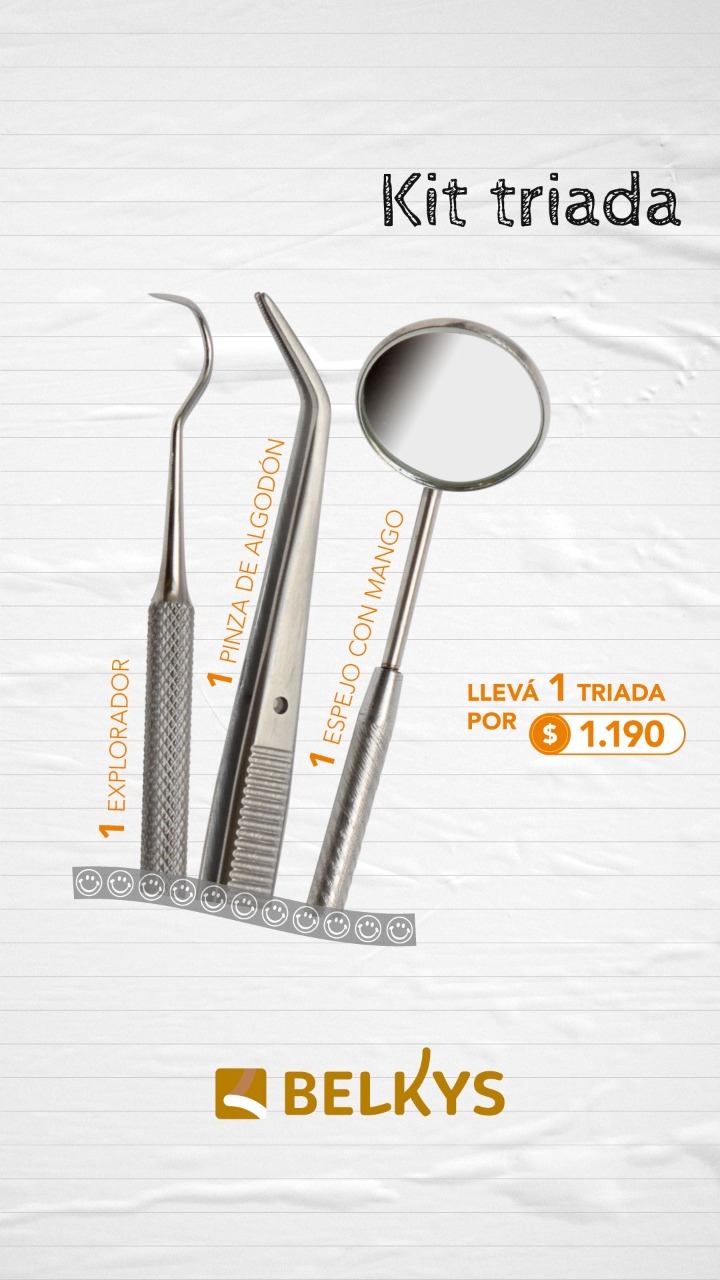 Kit triada
1 EXPLORADOR
1 PINZA DE ALGODÓN
1 ESPEJO CON MANGO
LLEVÁ 1 TRIADA
POR $ 1.190
BELKYS